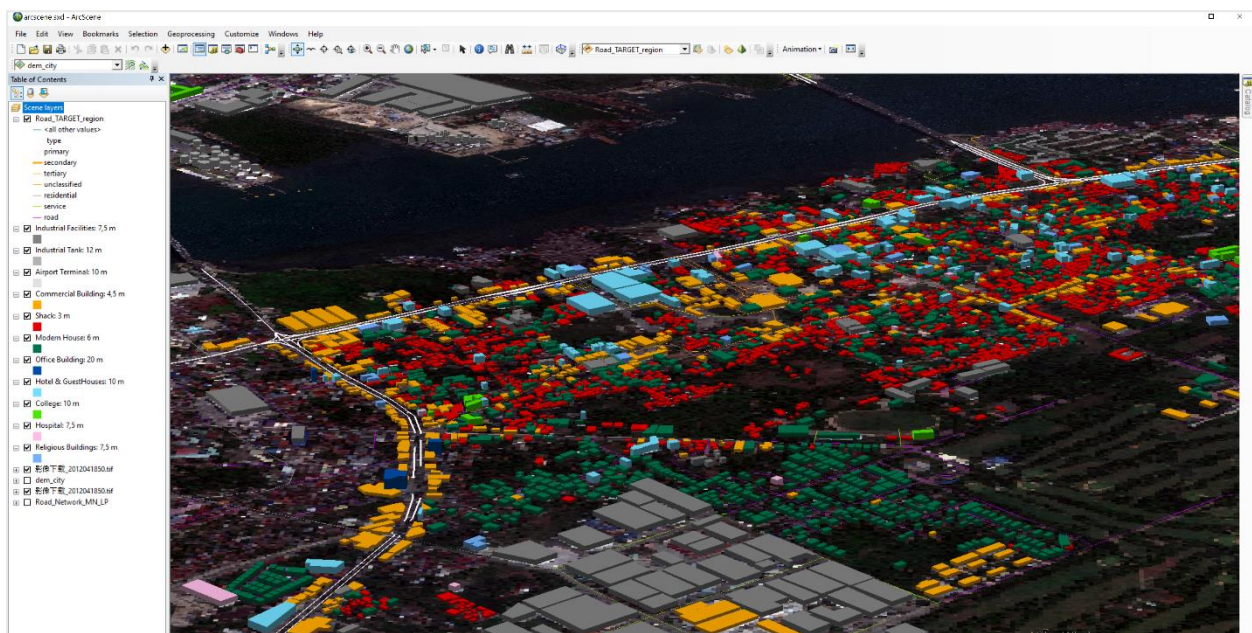 arcscene.sxd - ArcScene
File Edit View Bookmarks Selection Geoprocessing Customize Windows Help
Road_TARGET_region
Animation
dem_city
Table of Contents
Catalog
Scene layers
Road_TARGET_region
<all other values>
type
primary
secondary
tertiary
unclassified
residential
service
road
Industrial Facilities: 7,5 m
Industrial Tank: 12 m
Airport Terminal: 10 m
Commercial Building: 4,5 m
Shack: 3 m
Modern House: 6 m
Office Building: 20 m
Hotel & GuestHouses: 10 m
College: 10 m
Hospital: 7,5 m
Religious Buildings: 7,5 m
影像下载_2012041850.tif
dem_city
影像下载_2012041850.tif
Road_Network_MN_LP